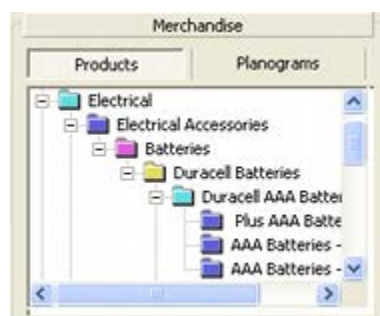 Merchandise
Products Planograms
Electrical
Electrical Accessories
Batteries
Duracell Batteries
Duracell AAA Batter
Plus AAA Batte
AAA Batteries -
AAA Batteries -